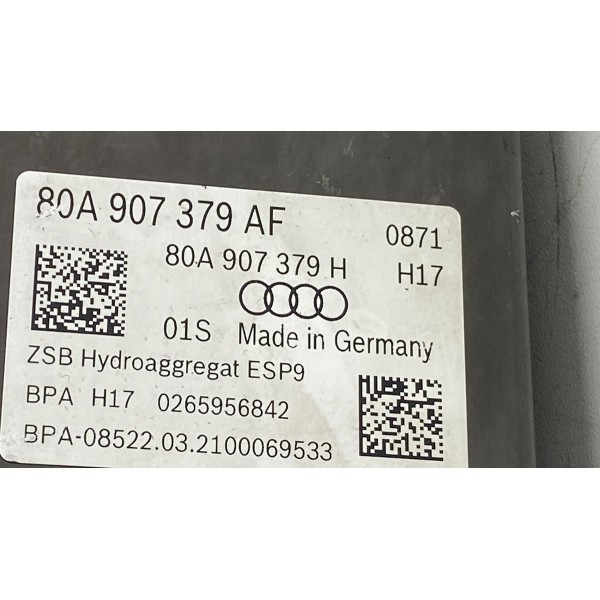 80A 907 379 AF 0871
80A 907 379 H H17
01S Made in Germany
ZSB Hydroaggregat ESP9
BPA H17 0265956842
BPA-08522.03.2100069533